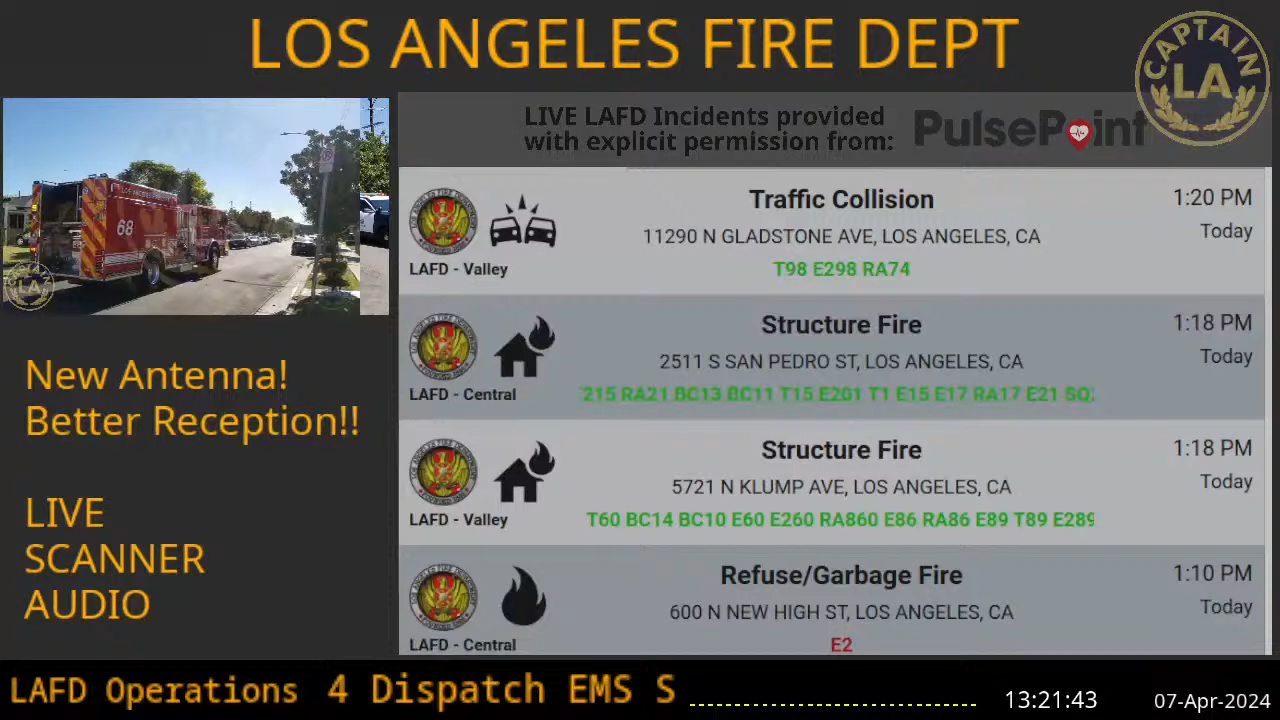 LOS ANGELES FIRE DEPT
CAPTAIN
LA
LIVE LAFD Incidents provided
with explicit permission from:
PulsePoint
68
New Antenna!
Better Reception!!
LIVE
SCANNER
AUDIO
Traffic Collision
1:20 PM
11290 N GLADSTONE AVE, LOS ANGELES, CA
Today
LAFD - Valley
T98 E298 RA74
Structure Fire
1:18 PM
2511 S SAN PEDRO ST, LOS ANGELES, CA
Today
LAFD - Central
215 RA21 BC13 BC11 T15 E201 T1 E15 E17 RA17 E21 SQ
Structure Fire
1:18 PM
5721 N KLUMP AVE, LOS ANGELES, CA
Today
LAFD - Valley
T60 BC14 BC10 E60 E260 RA860 E86 RA86 E89 T89 E289
Refuse/Garbage Fire
1:10 PM
600 N NEW HIGH ST, LOS ANGELES, CA
Today
LAFD - Central
E2
LAFD Operations 4 Dispatch EMS S
13:21:43
07-Apr-2024